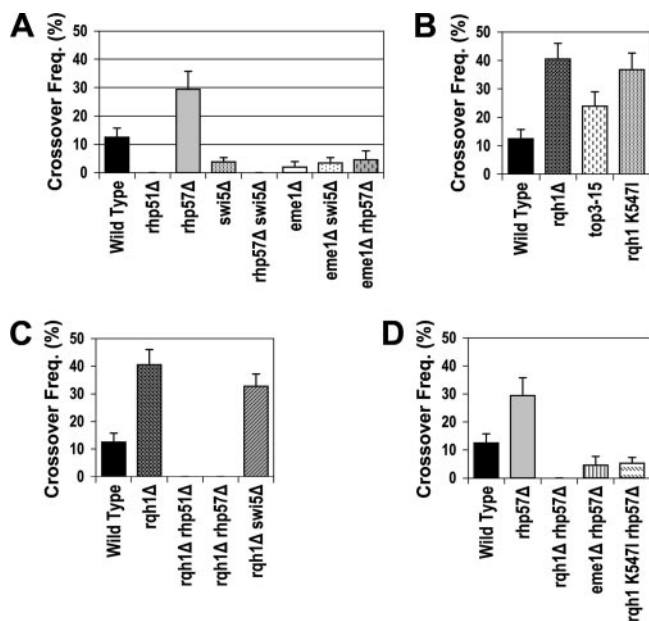 A
Crossover Freq. (%)
50
40
30
20
10
0
Wild Type
rhp51Δ
rhp57Δ
swi5Δ
rhp57Δ swi5Δ
eme1Δ
eme1Δ swi5Δ
eme1Δ rhp57Δ
B
Crossover Freq. (%)
50
40
30
20
10
0
Wild Type
rqh1Δ
top3-15
rqh1 K547I
C
Crossover Freq. (%)
50
40
30
20
10
0
Wild Type
rqh1Δ
rqh1Δ rhp51Δ
rqh1Δ rhp57Δ
rqh1Δ swi5Δ
D
Crossover Freq. (%)
50
40
30
20
10
0
Wild Type
rhp57Δ
rqh1Δ rhp57Δ
eme1Δ rhp57Δ
rqh1 K547I rhp57Δ